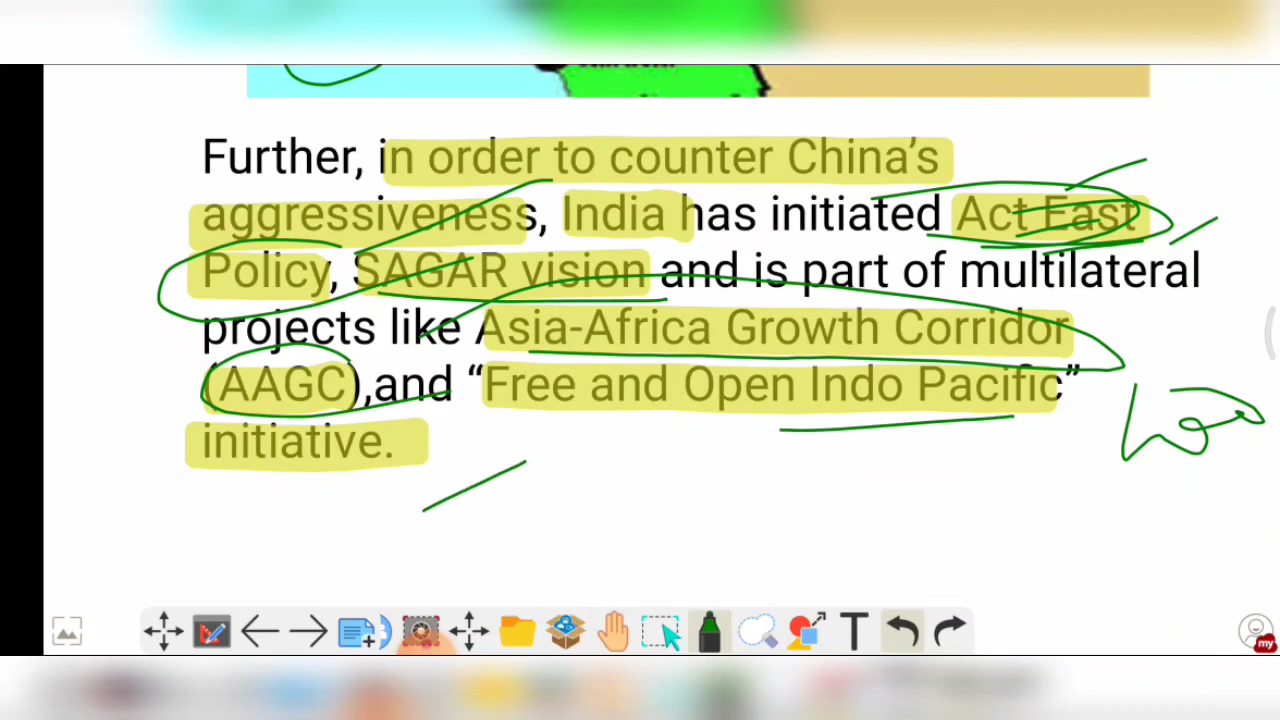 Further, in order to counter China’s
aggressiveness, India has initiated Act East
Policy, SAGAR vision and is part of multilateral
projects like Asia-Africa Growth Corridor
(AAGC),and “Free and Open Indo Pacific”
initiative.
T
my